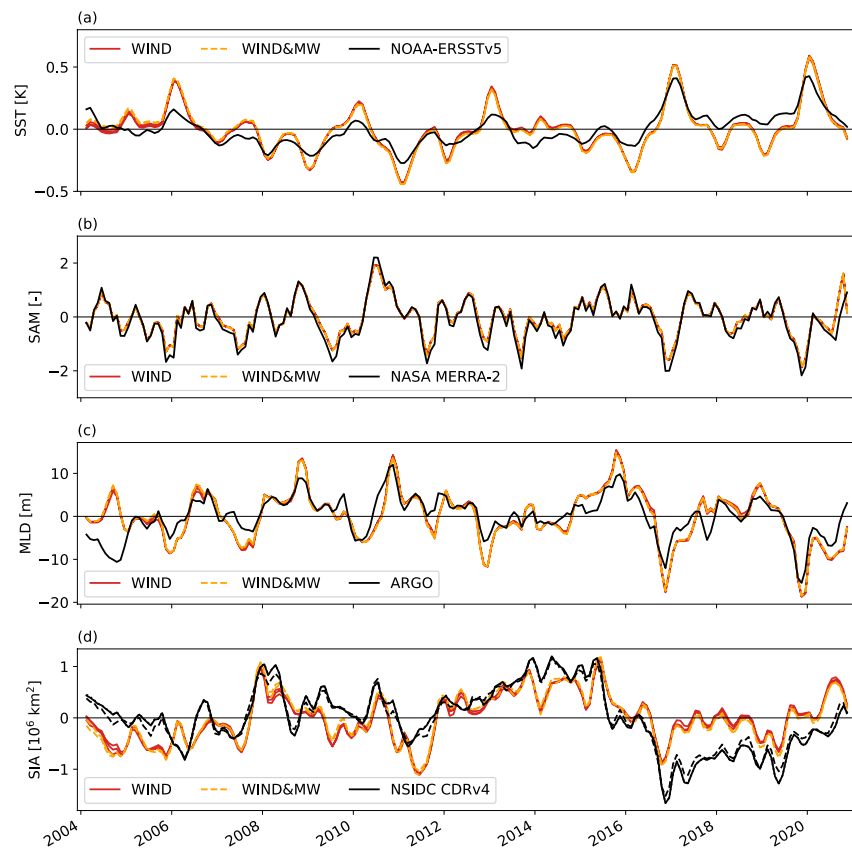 (a)
WIND WIND&MW NOAA-ERSSTv5
SST [K]
0.5
0.0
−0.5
(b)
SAM [-]
2
0
−2
WIND WIND&MW NASA MERRA-2
(c)
MLD [m]
10
0
−10
−20
WIND WIND&MW ARGO
(d)
SIA [10⁶ km²]
1
0
−1
WIND WIND&MW NSIDC CDRv4
2004 2006 2008 2010 2012 2014 2016 2018 2020